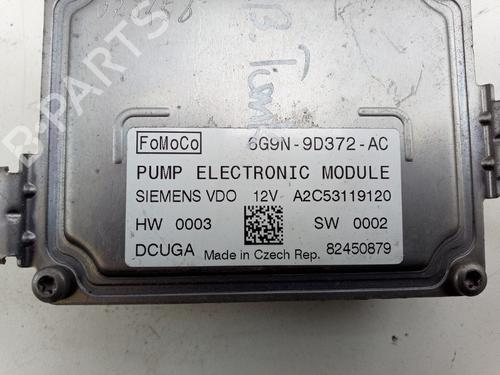 FoMoCo 6G9N-9D372-AC
PUMP ELECTRONIC MODULE
SIEMENS VDO 12V A2C53119120
HW 0003 SW 0002
DCUGA Made in Czech Rep. 82450879
B-PARTS